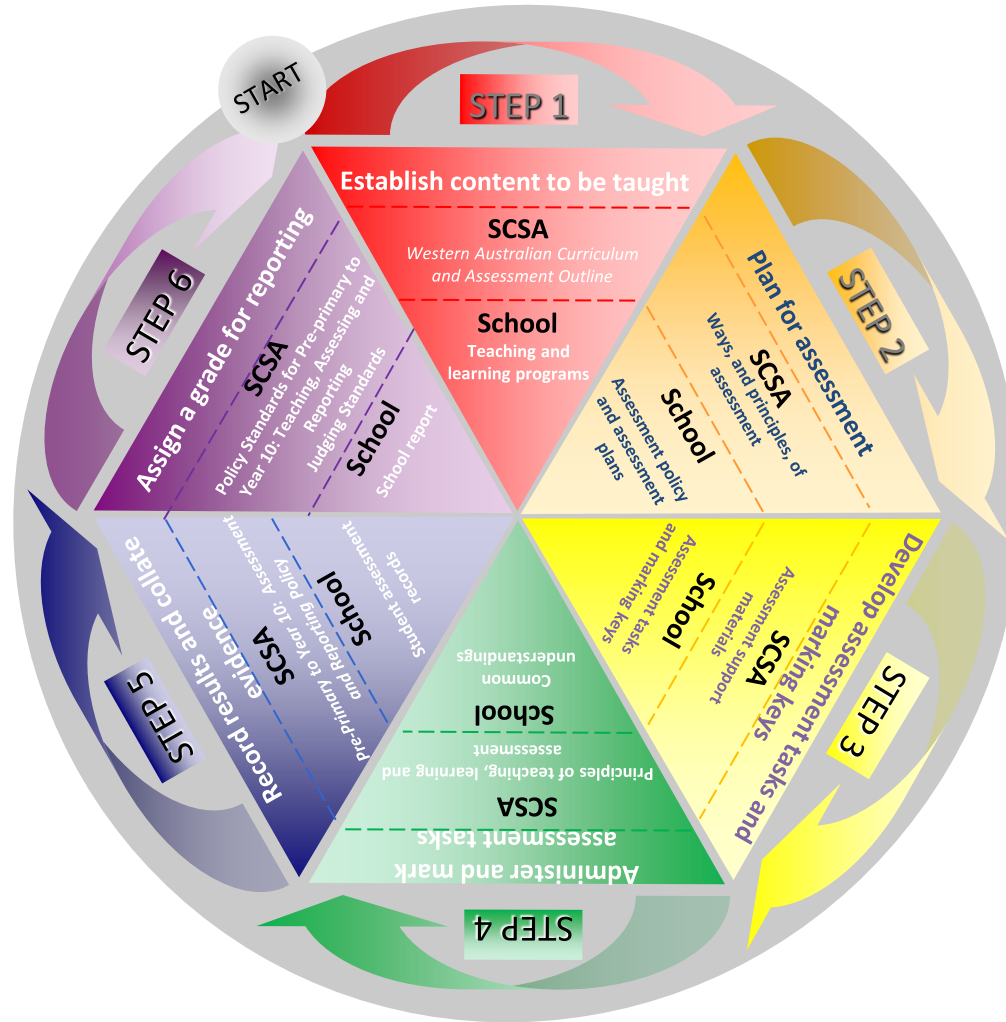 START
STEP 1
Establish content to be taught
SCSA
Western Australian Curriculum
and Assessment Outline
School
Teaching and
learning programs
STEP 2
Plan for assessment
SCSA
Ways, and principles, of
assessment
School
Assessment policy
and assessment
plans
STEP 3
Develop assessment tasks and
marking keys
SCSA
Assessment support
materials
School
Assessment tasks
and marking keys
STEP 4
Administer and mark
assessment tasks
SCSA
Principles of teaching, learning and
assessment
School
Common
understandings
STEP 5
Record results and collate
evidence
SCSA
Pre-Primary to Year 10: Assessment
and Reporting Policy
School
Student assessment
records
STEP 6
Assign a grade for reporting
SCSA
Policy Standards for Pre-primary to
Year 10: Teaching, Assessing and
Reporting
Judging Standards
School
School report